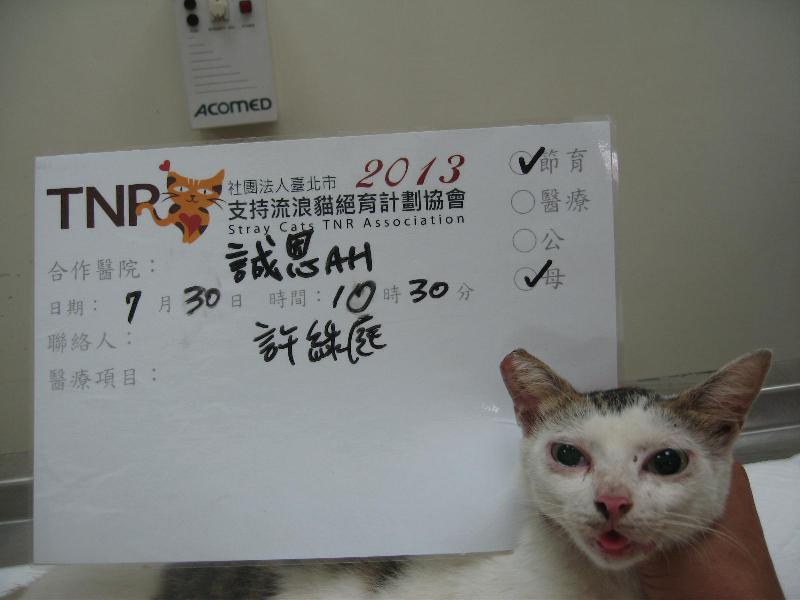 ACOMED
TNR 社團法人臺北市 2013
支持流浪貓絕育計劃協會
Stray Cats TNR Association
節育
醫療
公
母
合作醫院：誠恩AH
日期：7月30日 時間：10時30分
聯絡人：許絲庭
醫療項目：